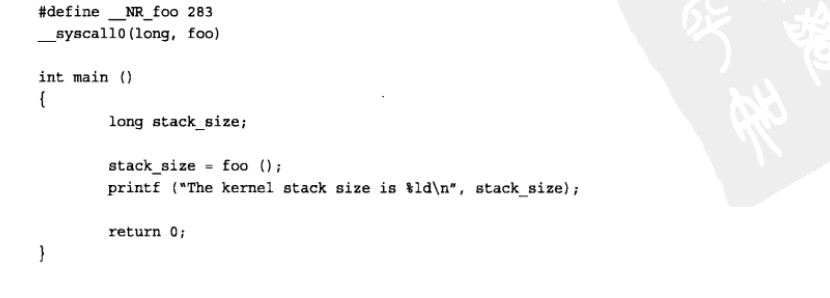 #define __NR_foo 283
__syscall0(long, foo)
int main ()
{
long stack_size;
stack_size = foo ();
printf ("The kernel stack size is %ld\n", stack_size);
return 0;
}